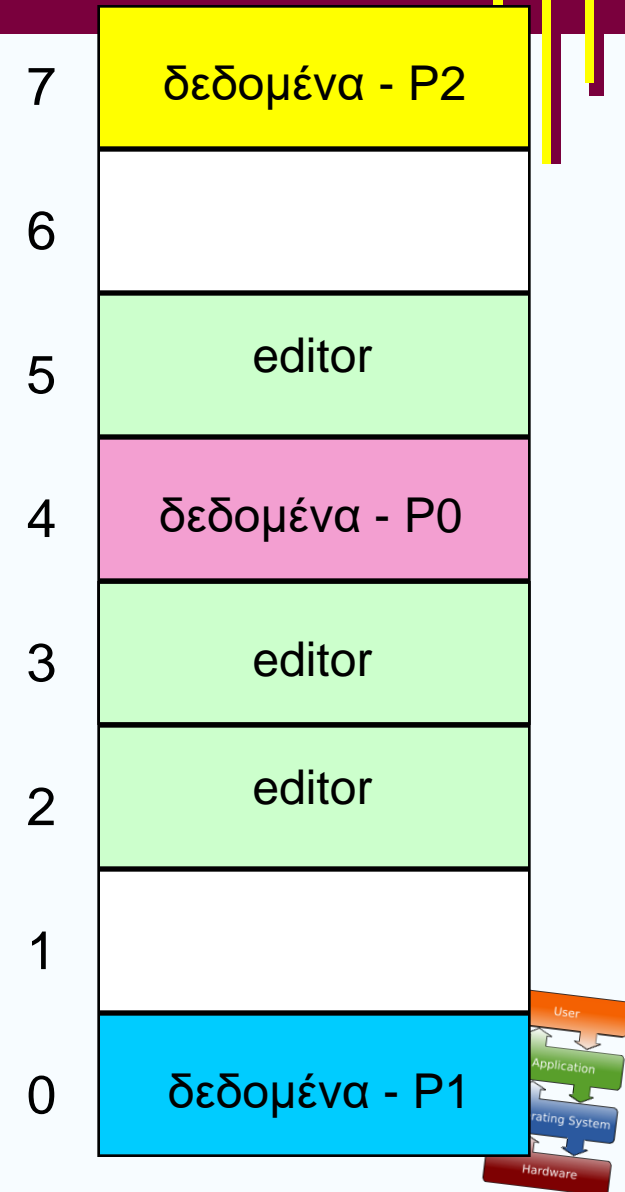 7 δεδομένα - P2
6
5 editor
4 δεδομένα - P0
3 editor
2 editor
1
0 δεδομένα - P1
User
Application
rating System
Hardware